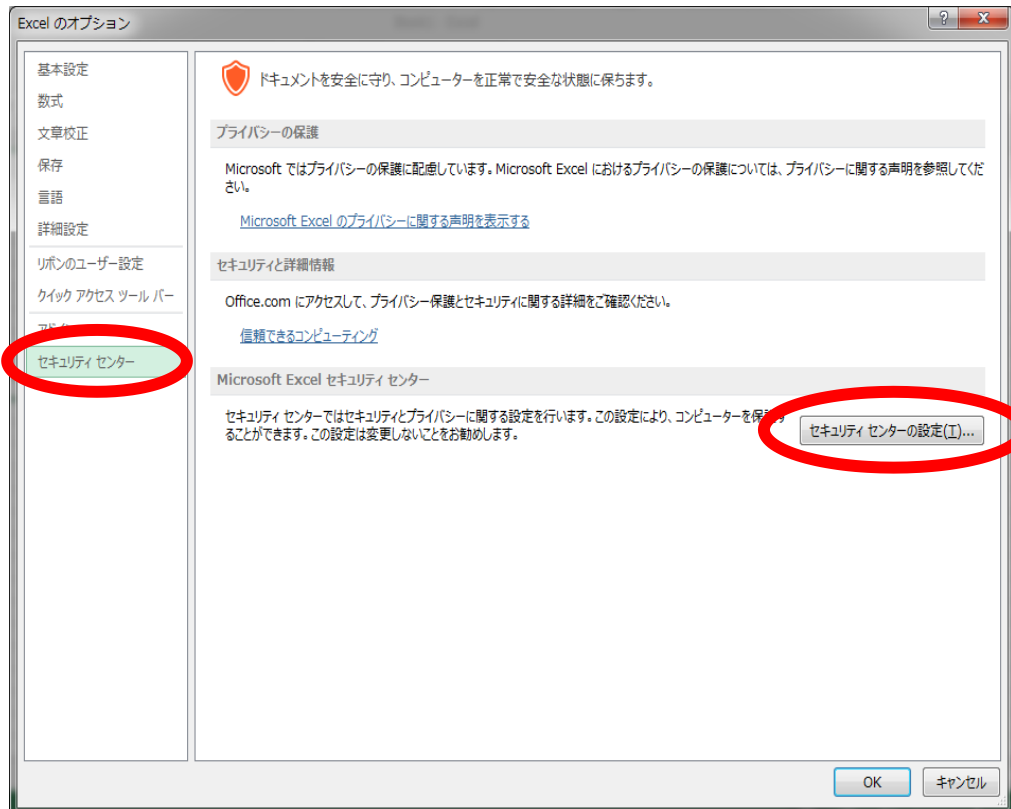 Excel のオプション
基本設定
数式
文章校正
保存
言語
詳細設定
リボンのユーザー設定
クイック アクセス ツール バー
セキュリティ センター
ドキュメントを安全に守り、コンピューターを正常で安全な状態に保ちます。
プライバシーの保護
Microsoft ではプライバシーの保護に配慮しています。Microsoft Excel におけるプライバシーの保護については、プライバシーに関する声明を参照してくだ
さい。
Microsoft Excel のプライバシーに関する声明を表示する
セキュリティと詳細情報
Office.com にアクセスして、プライバシー保護とセキュリティに関する詳細をご確認ください。
信頼できるコンピューティング
Microsoft Excel セキュリティ センター
セキュリティ センターではセキュリティとプライバシーに関する設定を行います。この設定により、コンピューターを保護す
ることができます。この設定は変更しないことをお勧めします。
セキュリティ センターの設定(T)...
OK
キャンセル